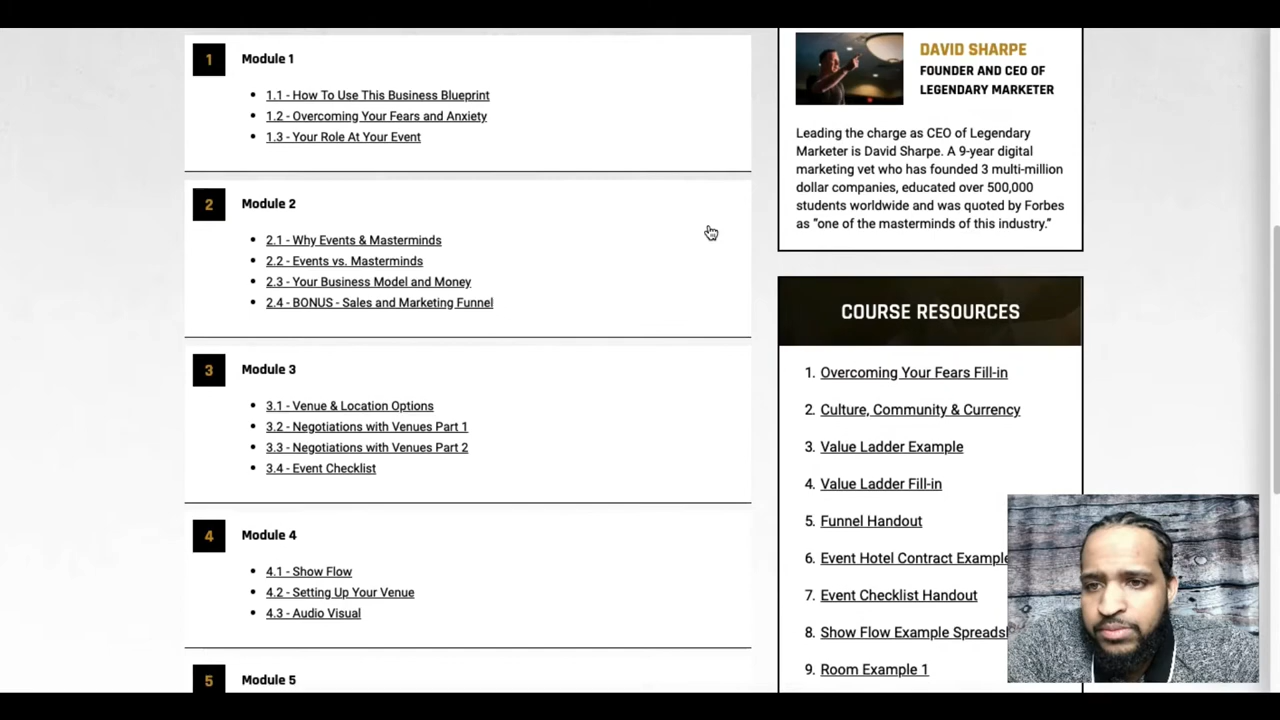 1
Module 1
1.1 - How To Use This Business Blueprint
1.2 - Overcoming Your Fears and Anxiety
1.3 - Your Role At Your Event
2
Module 2
2.1 - Why Events & Masterminds
2.2 - Events vs. Masterminds
2.3 - Your Business Model and Money
2.4 - BONUS - Sales and Marketing Funnel
3
Module 3
3.1 - Venue & Location Options
3.2 - Negotiations with Venues Part 1
3.3 - Negotiations with Venues Part 2
3.4 - Event Checklist
4
Module 4
4.1 - Show Flow
4.2 - Setting Up Your Venue
4.3 - Audio Visual
5
Module 5
DAVID SHARPE
FOUNDER AND CEO OF
LEGENDARY MARKETER
Leading the charge as CEO of Legendary
Marketer is David Sharpe. A 9-year digital
marketing vet who has founded 3 multi-million
dollar companies, educated over 500,000
students worldwide and was quoted by Forbes
as "one of the masterminds of this industry."
COURSE RESOURCES
1. Overcoming Your Fears Fill-in
2. Culture, Community & Currency
3. Value Ladder Example
4. Value Ladder Fill-in
5. Funnel Handout
6. Event Hotel Contract Example
7. Event Checklist Handout
8. Show Flow Example
9. Room Example 1